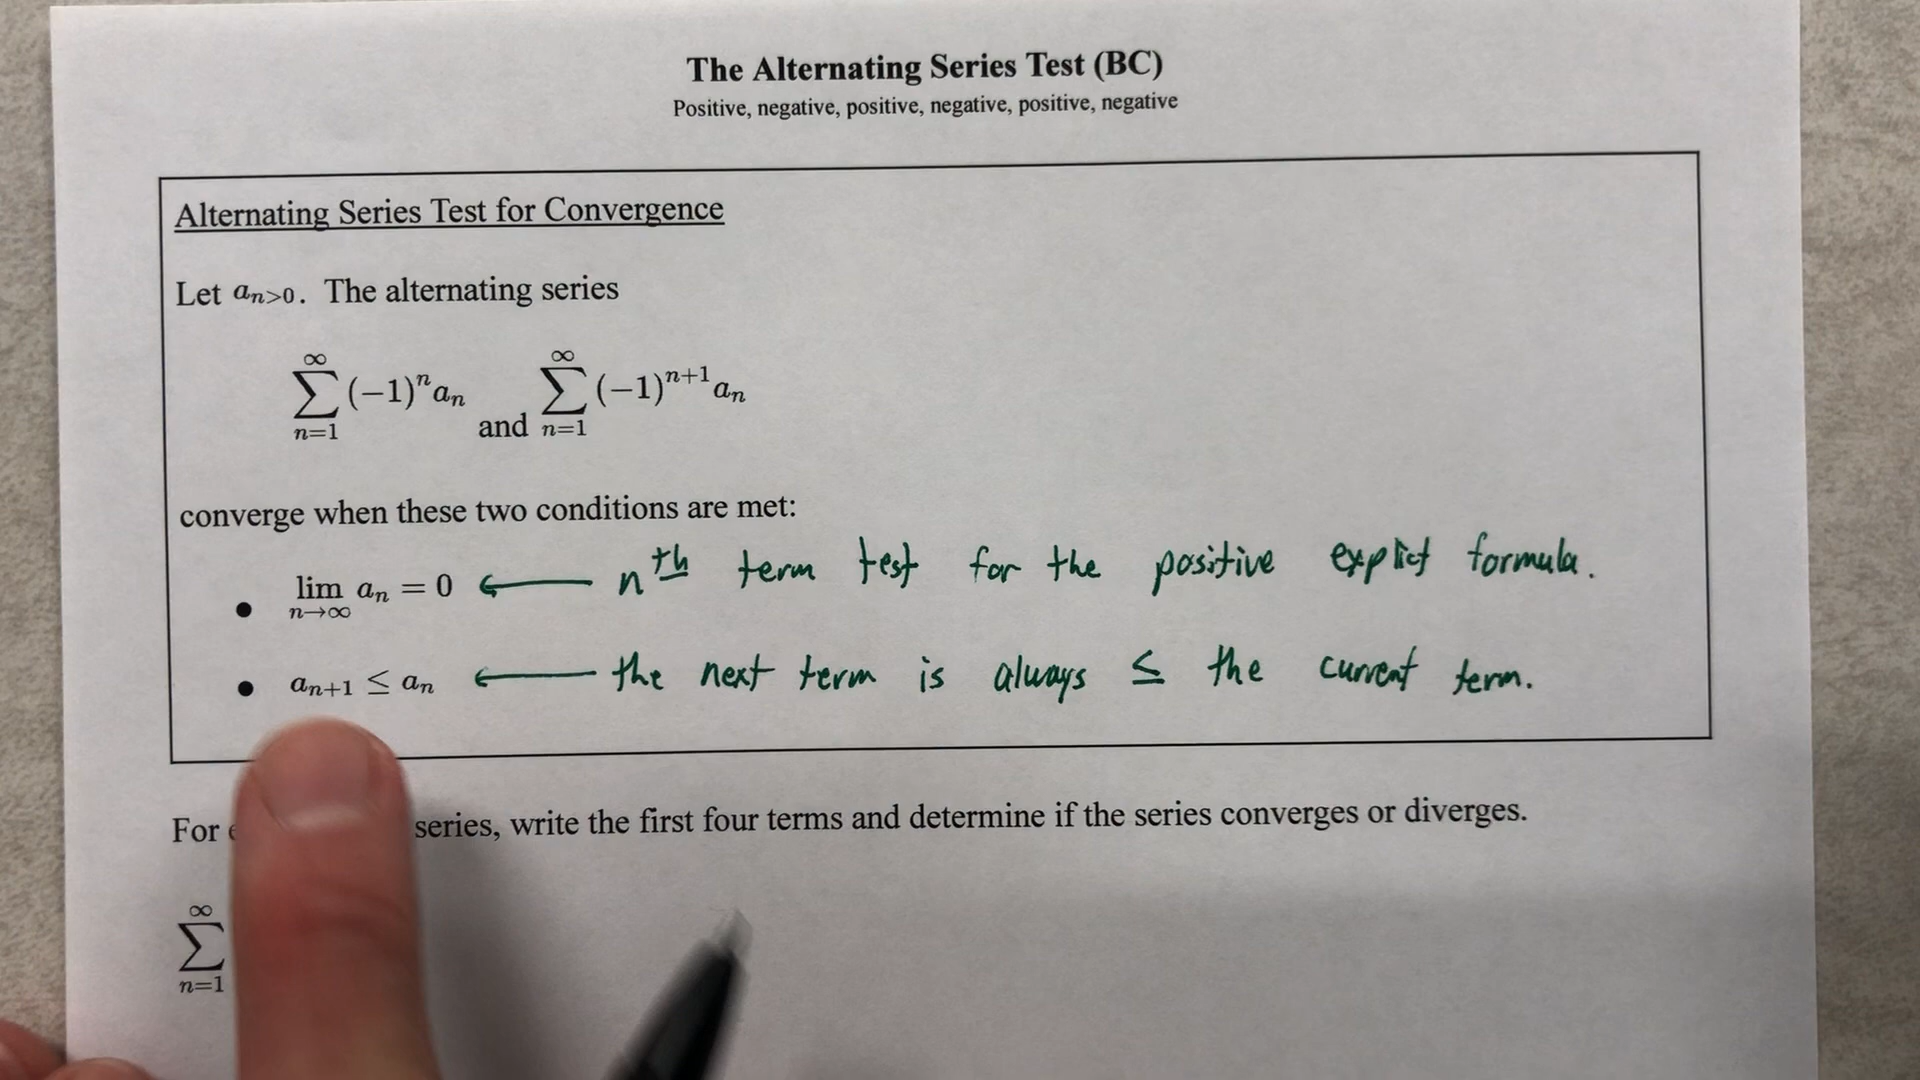 The Alternating Series Test (BC)
Positive, negative, positive, negative, positive, negative
Alternating Series Test for Convergence
Let aₙ>₀. The alternating series
∞ ∑ n=1 (−1)ⁿaₙ and ∞ ∑ n=1 (−1)ⁿ⁺¹aₙ
converge when these two conditions are met:
• lim n→∞ aₙ = 0 ← nᵗʰ term test for the positive explict formula.
• aₙ₊₁ ≤ aₙ ← the next term is always ≤ the current term.
For series, write the first four terms and determine if the series converges or diverges.
∞ ∑ n=1